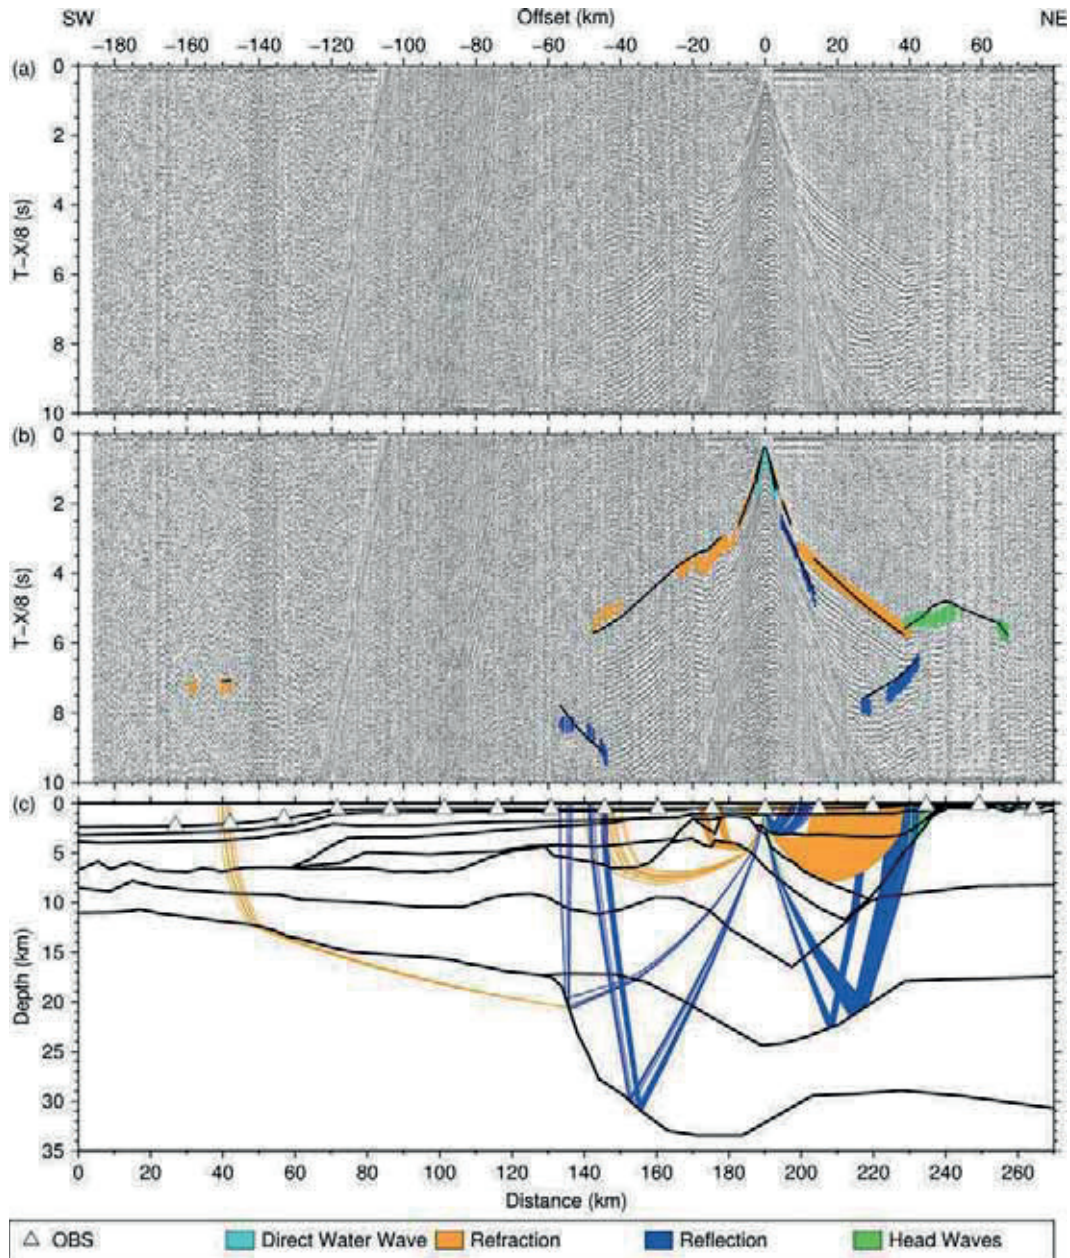 SW Offset (km) NE
−180 −160 −140 −120 −100 −80 −60 −40 −20 0 20 40 60
(a)
0
2
4
6
8
10
T−X/8 (s)
(b)
0
2
4
6
8
10
T−X/8 (s)
(c)
0
5
10
15
20
25
30
35
Depth (km)
0 20 40 60 80 100 120 140 160 180 200 220 240 260
Distance (km)
OBS Direct Water Wave Refraction Reflection Head Waves